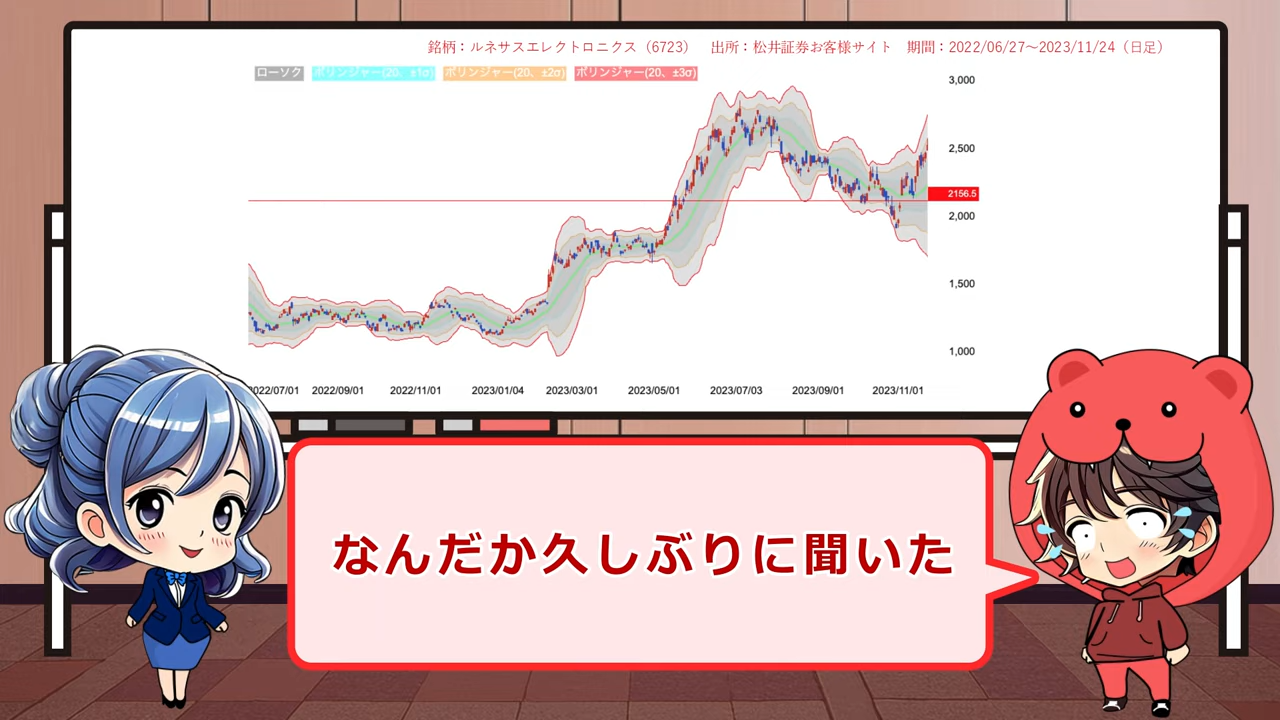 銘柄：ルネサスエレクトロニクス（6723）　出所：松井証券お客様サイト　期間：2022/06/27～2023/11/24（日足）
ローソク ボリンジャー(20、±1σ) ボリンジャー(20、±2σ) ボリンジャー(20、±3σ)
3,000
2,500
2156.5
2,000
1,500
1,000
2022/07/01 2022/09/01 2022/11/01 2023/01/04 2023/03/01 2023/05/01 2023/07/03 2023/09/01 2023/11/01
なんだか久しぶりに聞いた